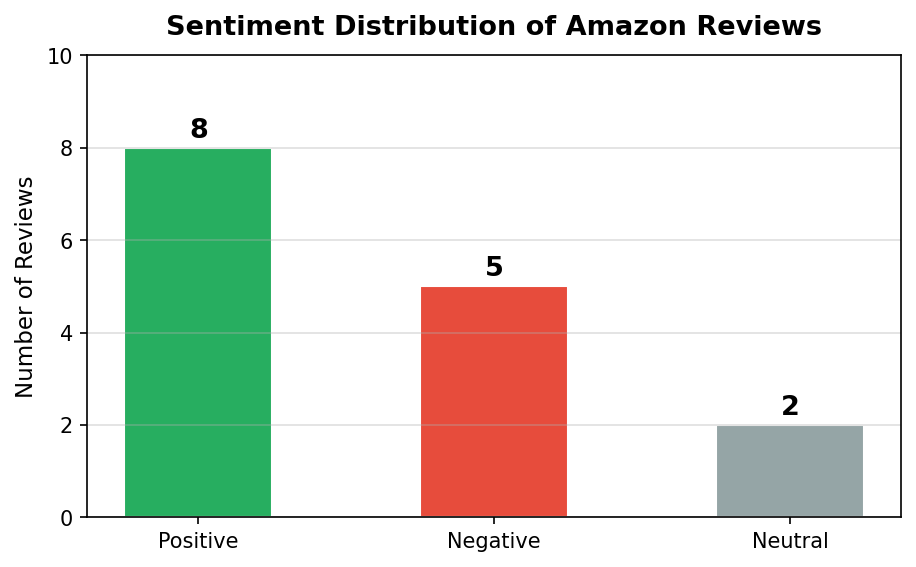 Sentiment Distribution of Amazon Reviews
Number of Reviews
10
8
6
4
2
0
8
5
2
Positive
Negative
Neutral